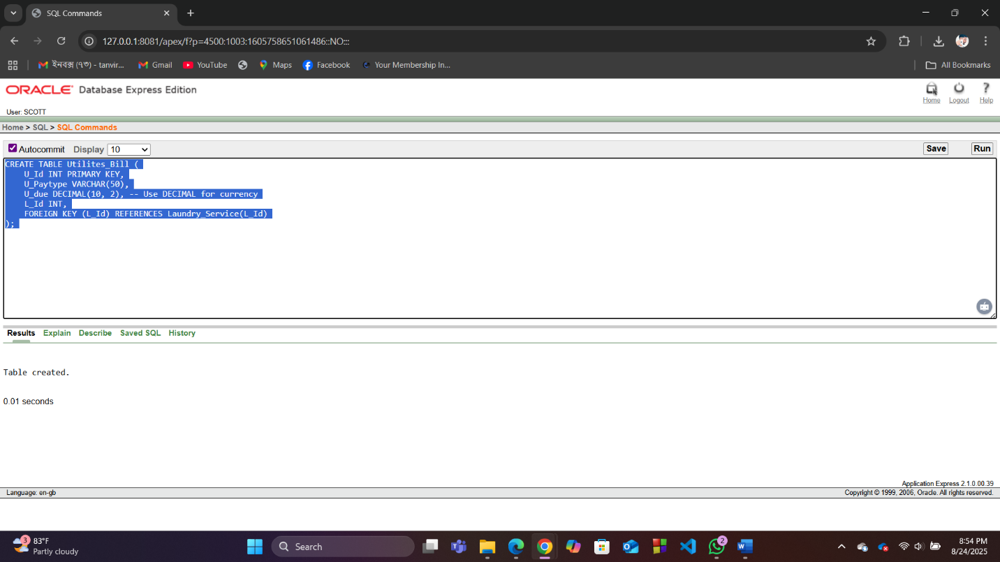 SQL Commands
127.0.0.1:8081/apex/f?p=4500:1003:1605758651061486::NO:::
ইনবক্স (৭৩) - tanvir... Gmail YouTube Maps Facebook Your Membership In... All Bookmarks
ORACLE Database Express Edition
Home Logout Help
User: SCOTT
Home > SQL > SQL Commands
Autocommit Display 10 Save Run
CREATE TABLE Utilites_Bill (
    U_Id INT PRIMARY KEY,
    U_Paytype VARCHAR(50),
    U_due DECIMAL(10, 2), -- Use DECIMAL for currency
    L_Id INT,
    FOREIGN KEY (L_Id) REFERENCES Laundry_Service(L_Id)
);
Results Explain Describe Saved SQL History
Table created.
0.01 seconds
Application Express 2.1.0.00.39
Language: en-gb Copyright © 1999, 2006, Oracle. All rights reserved.
3 83°F
Partly cloudy
Search
2
8:54 PM
8/24/2025